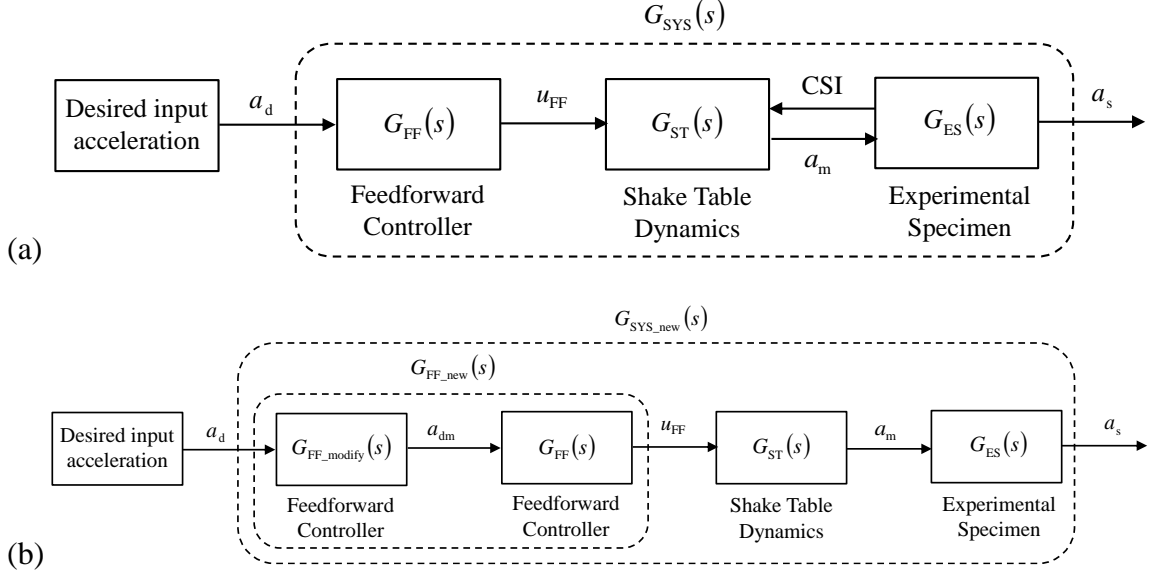 G_SYS(s)
Desired input
acceleration
a_d
G_FF(s)
u_FF
G_ST(s)
CSI
a_m
G_ES(s)
a_s
Feedforward
Controller
Shake Table
Dynamics
Experimental
Specimen
(a)
G_SYS_new(s)
G_FF_new(s)
Desired input
acceleration
a_d
G_FF_modify(s)
a_dm
G_FF(s)
u_FF
G_ST(s)
a_m
G_ES(s)
a_s
Feedforward
Controller
Feedforward
Controller
Shake Table
Dynamics
Experimental
Specimen
(b)